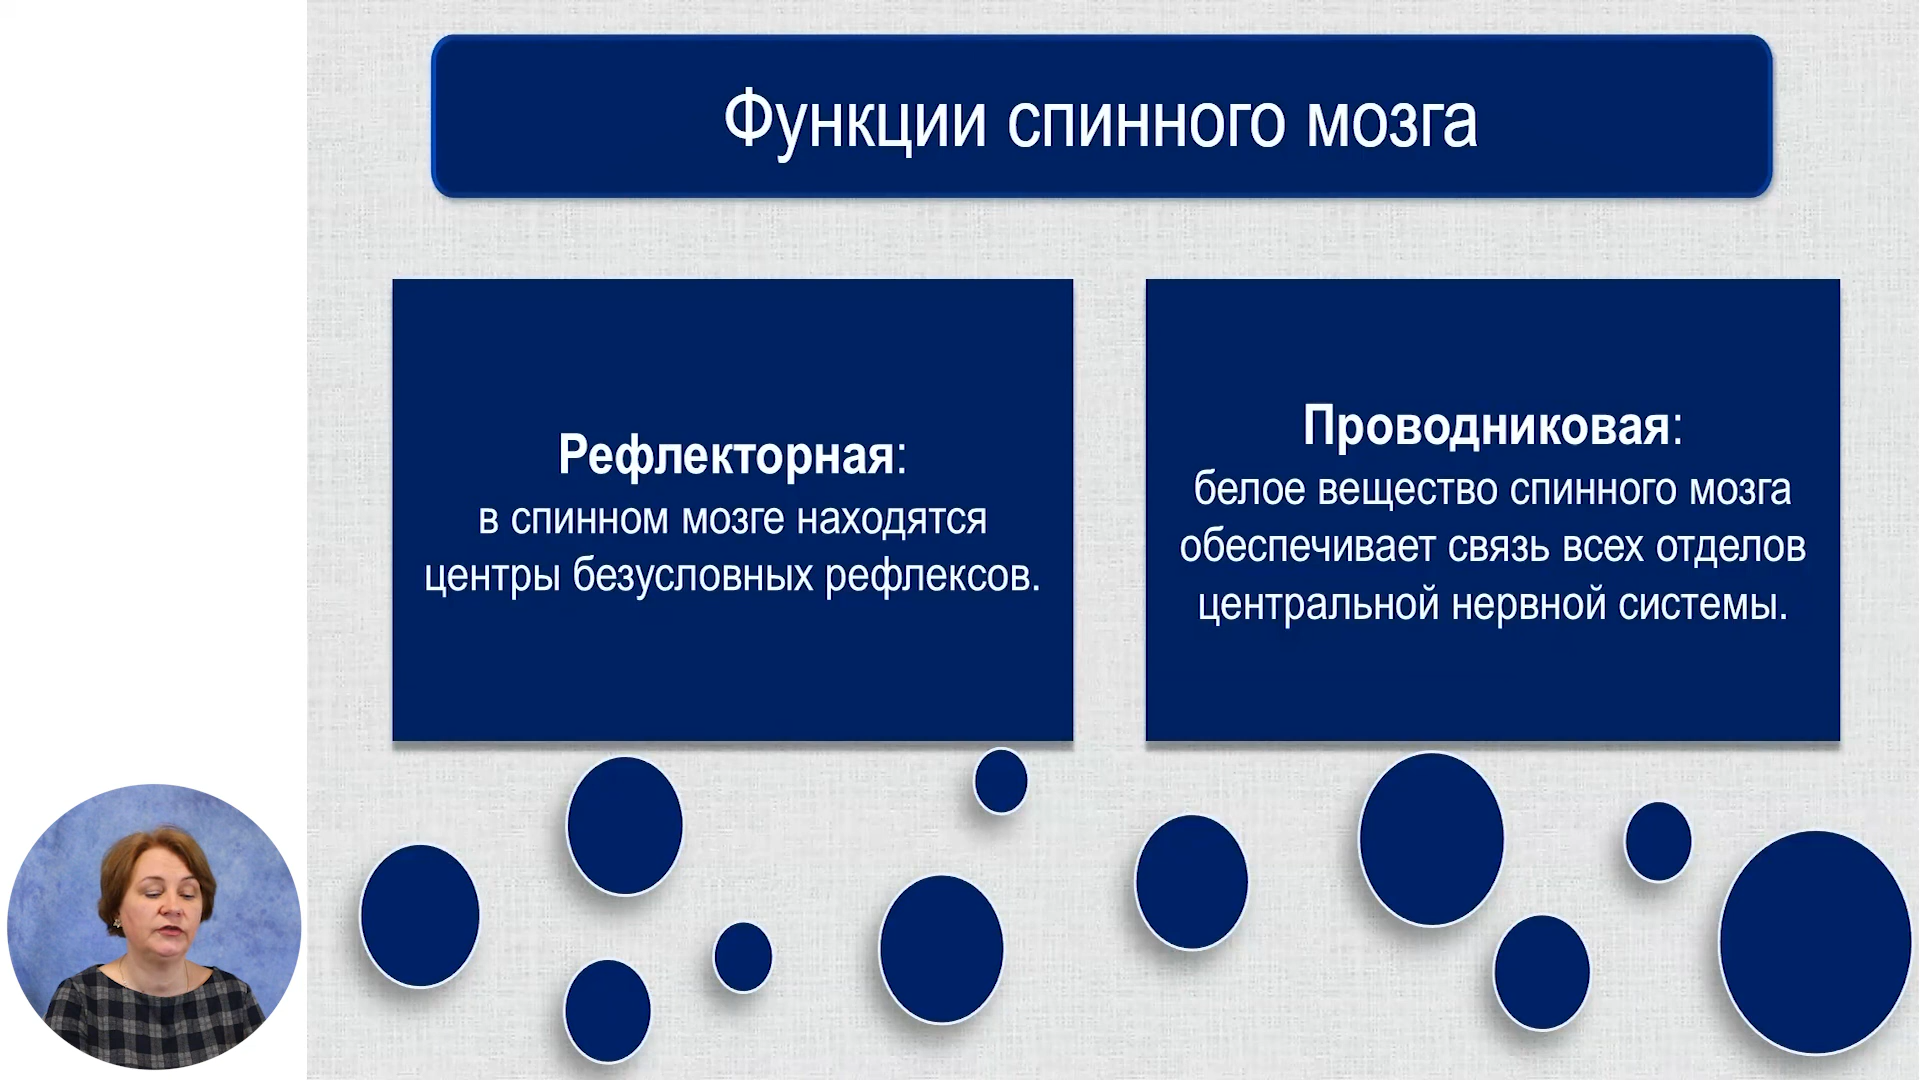 Функции спинного мозга
Рефлекторная:
в спинном мозге находятся
центры безусловных рефлексов.
Проводниковая:
белое вещество спинного мозга
обеспечивает связь всех отделов
центральной нервной системы.